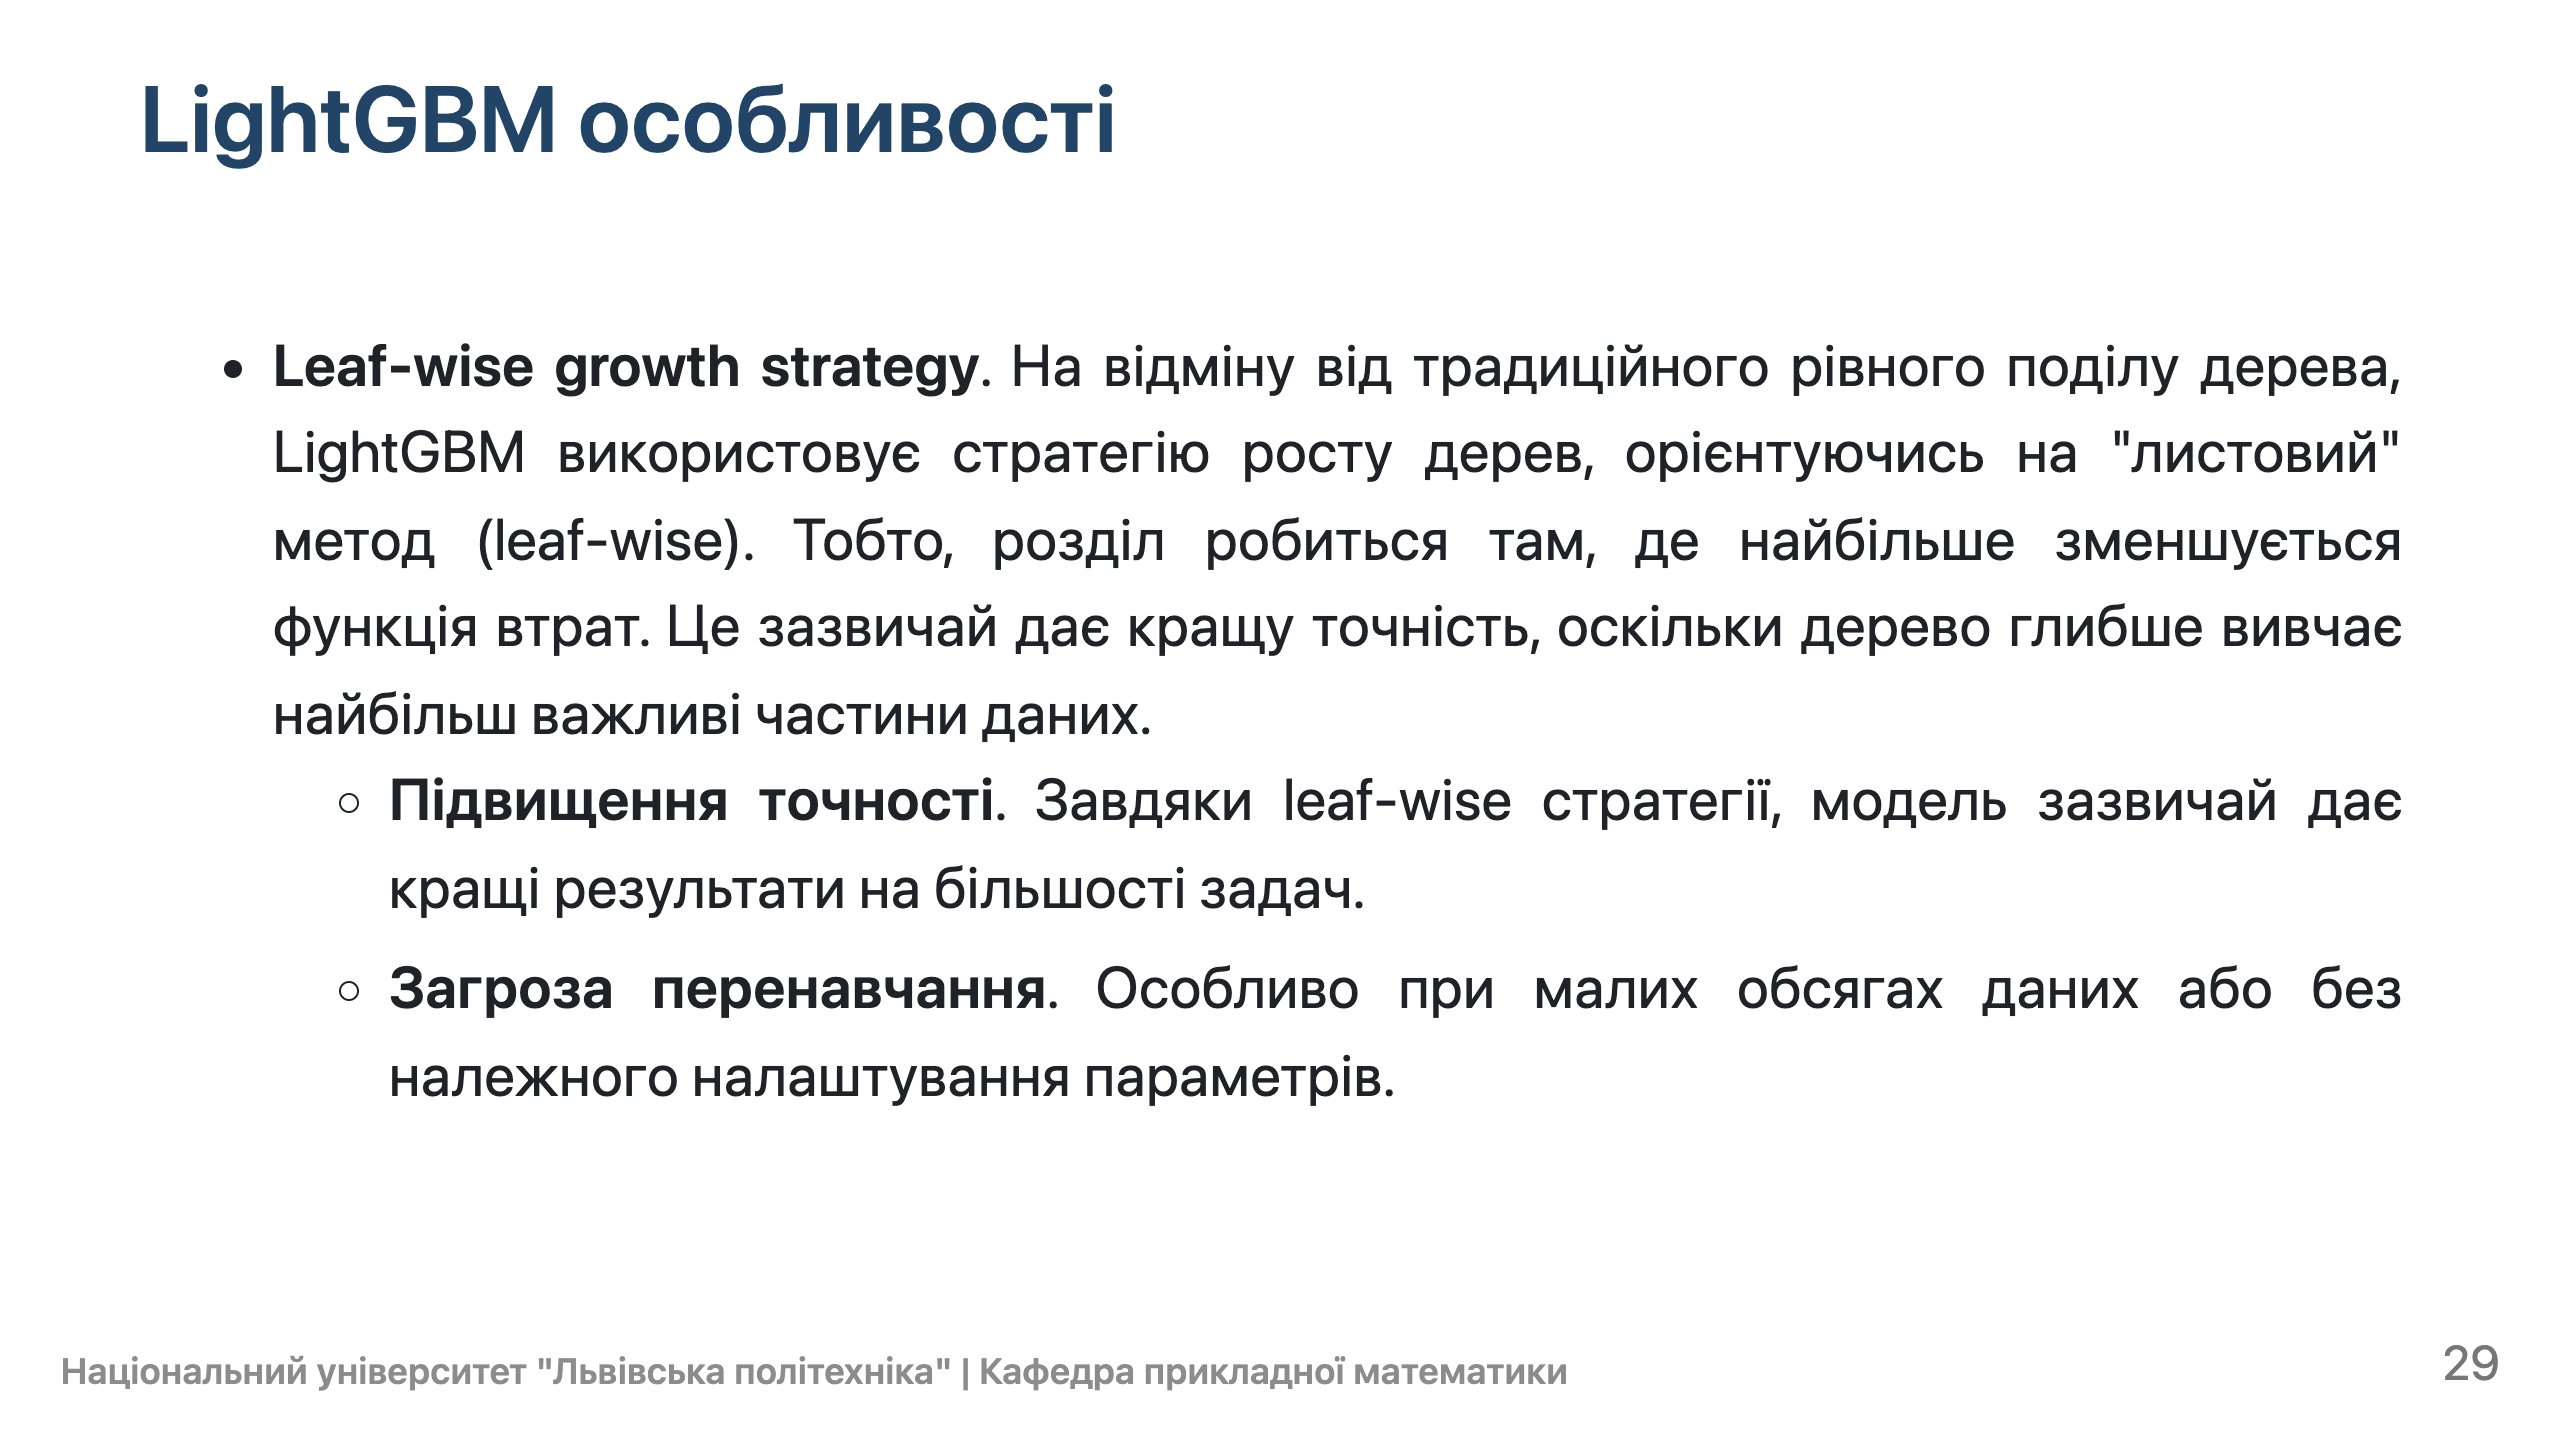 LightGBM особливості
• Leaf-wise growth strategy. На відміну від традиційного рівного поділу дерева,
LightGBM використовує стратегію росту дерев, орієнтуючись на "листовий"
метод (leaf-wise). Тобто, розділ робиться там, де найбільше зменшується
функція втрат. Це зазвичай дає кращу точність, оскільки дерево глибше вивчає
найбільш важливі частини даних.
◦ Підвищення точності. Завдяки leaf-wise стратегії, модель зазвичай дає
кращі результати на більшості задач.
◦ Загроза перенавчання. Особливо при малих обсягах даних або без
належного налаштування параметрів.
Національний університет "Львівська політехніка" | Кафедра прикладної математики
29